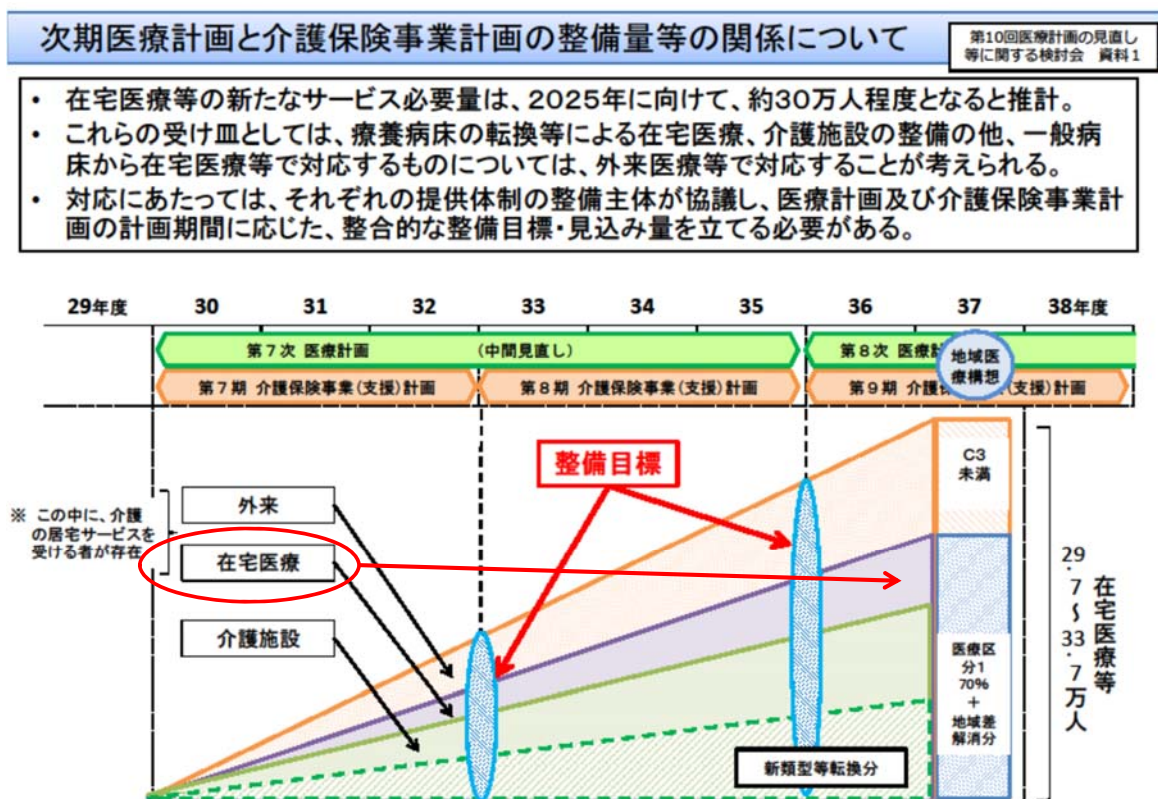 次期医療計画と介護保険事業計画の整備量等の関係について
第10回医療計画の見直し
等に関する検討会 資料1
• 在宅医療等の新たなサービス必要量は、2025年に向けて、約30万人程度となると推計。
• これらの受け皿としては、療養病床の転換等による在宅医療、介護施設の整備の他、一般病
床から在宅医療等で対応するものについては、外来医療等で対応することが考えられる。
• 対応にあたっては、それぞれの提供体制の整備主体が協議し、医療計画及び介護保険事業計
画の計画期間に応じた、整合的な整備目標・見込み量を立てる必要がある。
29年度 30 31 32 33 34 35 36 37 38年度
第7次 医療計画 (中間見直し) 第8次 医療計
地域医
療構想
第7期 介護保険事業(支援)計画 第8期 介護保険事業(支援)計画 第9期 介護保 (支援)計画
整備目標
C3
未満
外来
※ この中に、介護
の居宅サービスを
受ける者が存在
在宅医療
介護施設
医療区
分1
70%
+
地域差
解消分
新類型等転換分
29.7~33.7万人
在宅医療等